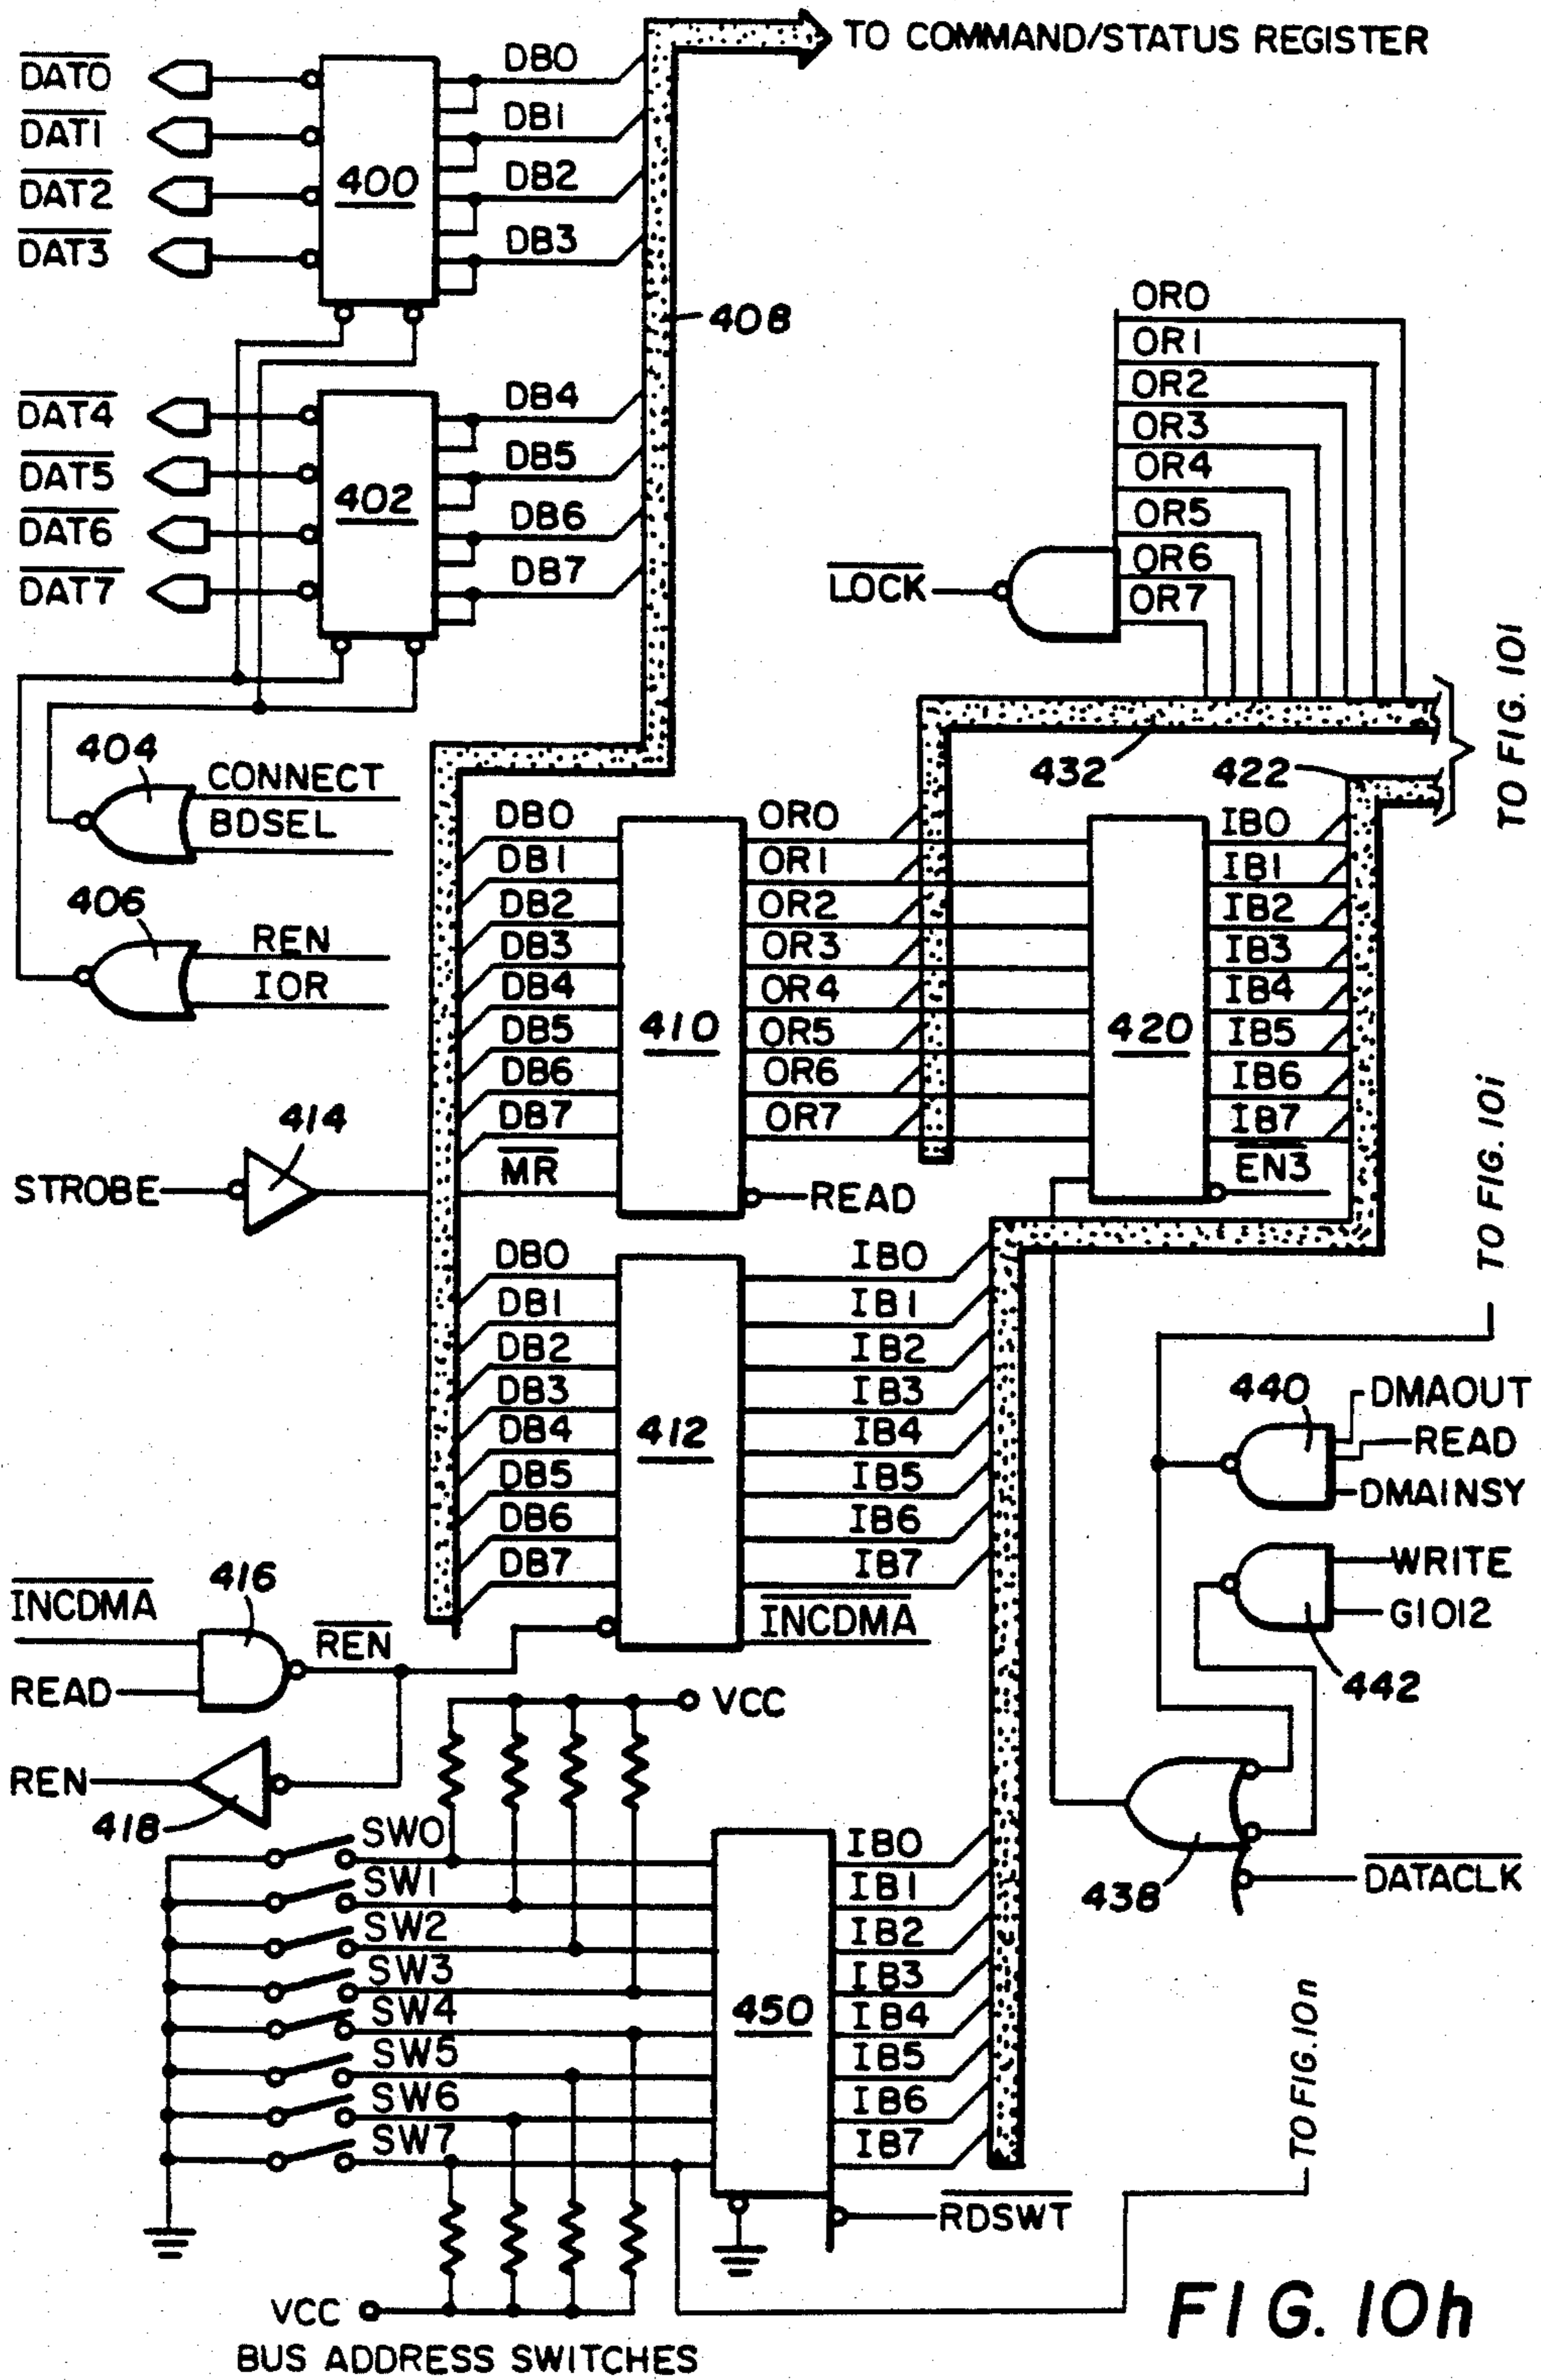 TO COMMAND/STATUS REGISTER
DAT0
DAT1
DAT2
DAT3
400
DB0
DB1
DB2
DB3
408
DAT4
DAT5
DAT6
DAT7
402
DB4
DB5
DB6
DB7
OR0
OR1
OR2
OR3
OR4
OR5
OR6
OR7
LOCK
432
422
TO FIG. 10i
404
CONNECT
BDSEL
406
REN
IOR
DB0
DB1
DB2
DB3
DB4
DB5
DB6
DB7
MR
410
OR0
OR1
OR2
OR3
OR4
OR5
OR6
OR7
READ
420
IB0
IB1
IB2
IB3
IB4
IB5
IB6
IB7
EN3
414
STROBE
TO FIG. 10i
DB0
DB1
DB2
DB3
DB4
DB5
DB6
DB7
412
IB0
IB1
IB2
IB3
IB4
IB5
IB6
IB7
INCDMA
440
DMAOUT
READ
DMAINSY
WRITE
G1012
442
INCDMA
416
REN
READ
REN
418
VCC
438
DATACLK
SW0
SW1
SW2
SW3
SW4
SW5
SW6
SW7
450
IB0
IB1
IB2
IB3
IB4
IB5
IB6
IB7
RDSWT
TO FIG. 10n
VCC
BUS ADDRESS SWITCHES
FIG. 10h